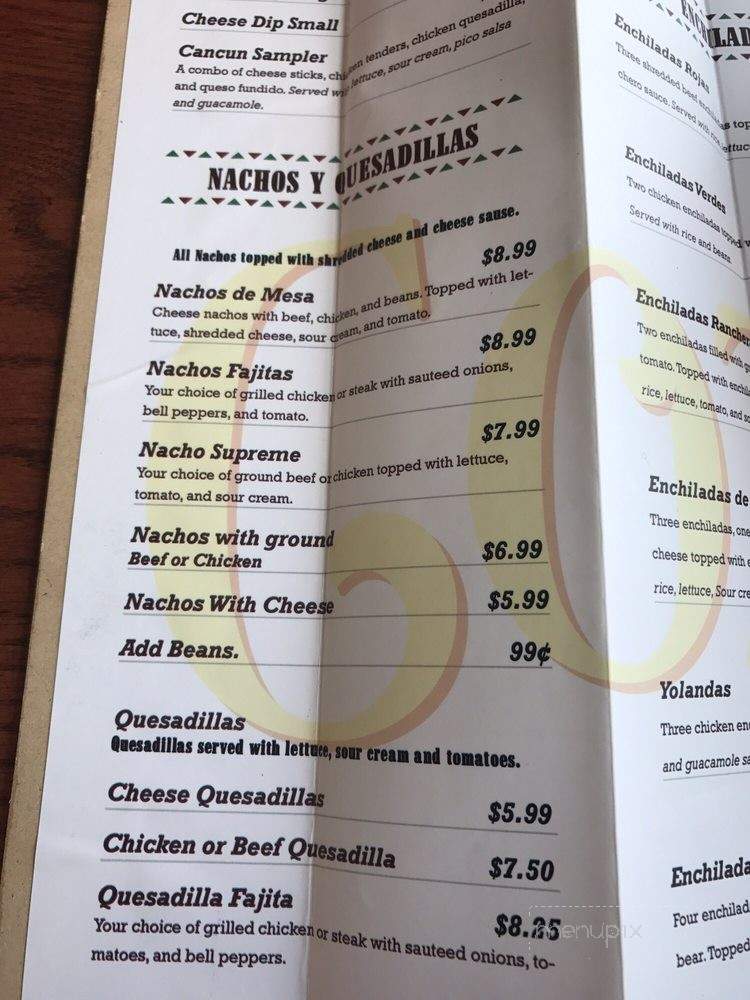 Cheese Dip Small
Cancun Sampler
A combo of cheese sticks, chicken tenders, chicken quesadilla,
and queso fundido. Served with lettuce, sour cream, pico salsa
and guacamole.
NACHOS Y QUESADILLAS
All Nachos topped with shredded cheese and cheese sause.
$8.99
Nachos de Mesa
Cheese nachos with beef, chicken, and beans. Topped with let-
tuce, shredded cheese, sour cream, and tomato.
$8.99
Nachos Fajitas
Your choice of grilled chicken or steak with sauteed onions,
bell peppers, and tomato.
$7.99
Nacho Supreme
Your choice of ground beef or chicken topped with lettuce,
tomato, and sour cream.
Nachos with ground
Beef or Chicken $6.99
Nachos With Cheese $5.99
Add Beans. 99¢
Quesadillas
Quesadillas served with lettuce, sour cream and tomatoes.
Cheese Quesadillas $5.99
Chicken or Beef Quesadilla $7.50
Quesadilla Fajita $8.25
Your choice of grilled chicken or steak with sauteed onions, to-
matoes, and bell peppers.
Enchiladas Rojas
Three shredded beef
chero sauce. Served with
Enchiladas Verdes
Two chicken enchiladas topped
Served with rice and beans.
Enchiladas
Two enchiladas filled with
tomato. Topped with
rice, lettuce, tomato, and
Enchiladas de
Three enchiladas, one
cheese topped with
rice, lettuce, Sour
Yolandas
Three chicken
and guacamole
Four
bear. Topped
menupix